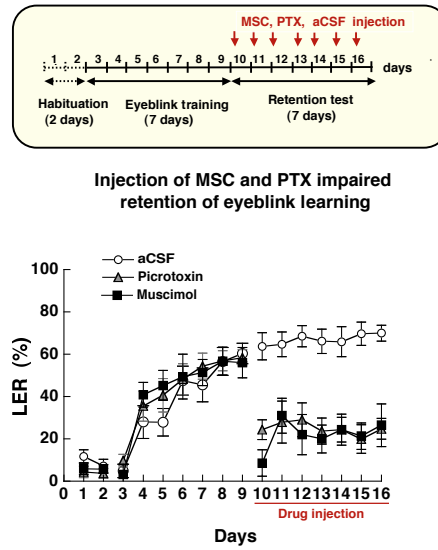 MSC, PTX, aCSF injection
1 2 3 4 5 6 7 8 9 10 11 12 13 14 15 16 days
Habituation Eyeblink training Retention test
(2 days) (7 days) (7 days)
Injection of MSC and PTX impaired
retention of eyeblink learning
aCSF
Picrotoxin
Muscimol
LER (%)
100
80
60
40
20
0
0 1 2 3 4 5 6 7 8 9 10 11 12 13 14 15 16
Drug injection
Days